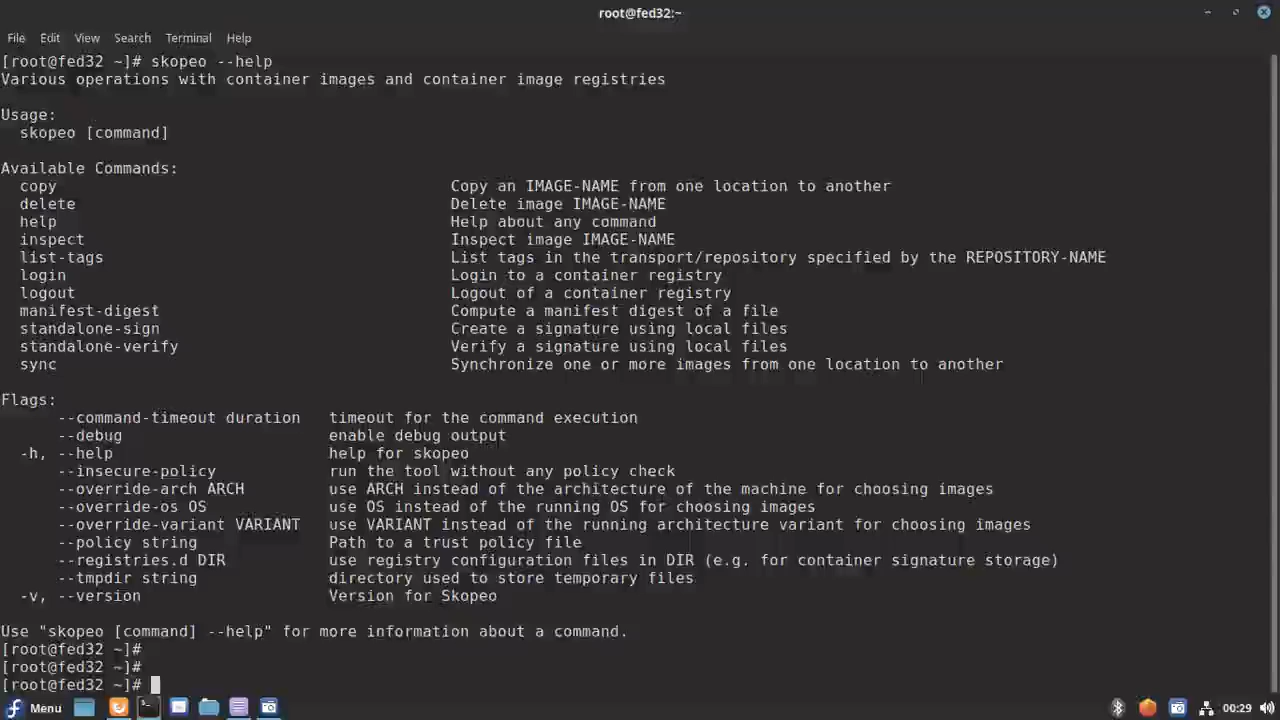 root@fed32:~
File Edit View Search Terminal Help
[root@fed32 ~]# skopeo --help
Various operations with container images and container image registries
Usage:
  skopeo [command]
Available Commands:
  copy                                          Copy an IMAGE-NAME from one location to another
  delete                                        Delete image IMAGE-NAME
  help                                          Help about any command
  inspect                                       Inspect image IMAGE-NAME
  list-tags                                     List tags in the transport/repository specified by the REPOSITORY-NAME
  login                                         Login to a container registry
  logout                                        Logout of a container registry
  manifest-digest                               Compute a manifest digest of a file
  standalone-sign                               Create a signature using local files
  standalone-verify                             Verify a signature using local files
  sync                                          Synchronize one or more images from one location to another
Flags:
      --command-timeout duration   timeout for the command execution
      --debug                      enable debug output
  -h, --help                       help for skopeo
      --insecure-policy            run the tool without any policy check
      --override-arch ARCH         use ARCH instead of the architecture of the machine for choosing images
      --override-os OS             use OS instead of the running OS for choosing images
      --override-variant VARIANT   use VARIANT instead of the running architecture variant for choosing images
      --policy string              Path to a trust policy file
      --registries.d DIR           use registry configuration files in DIR (e.g. for container signature storage)
      --tmpdir string              directory used to store temporary files
  -v, --version                    Version for Skopeo
Use "skopeo [command] --help" for more information about a command.
[root@fed32 ~]#
[root@fed32 ~]#
[root@fed32 ~]#
Menu 00:29